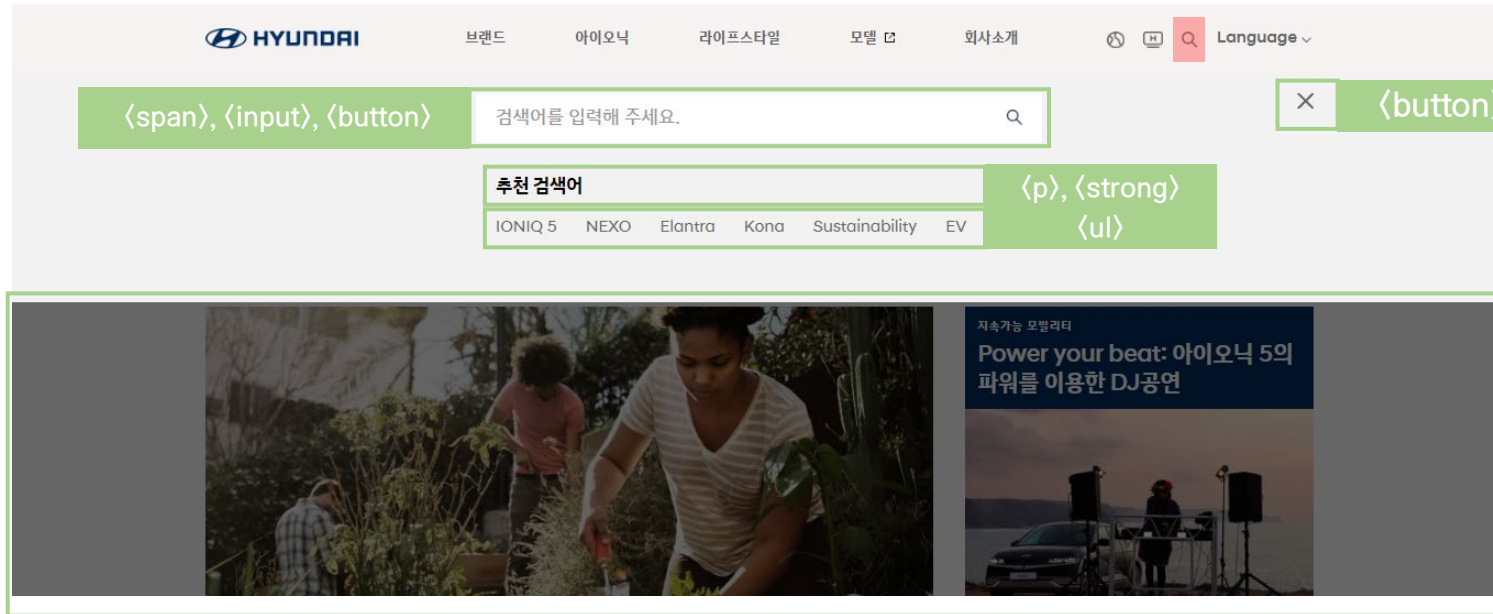 HYUNDAI 브랜드 아이오닉 라이프스타일 모델 회사소개 Language
〈span〉, 〈input〉, 〈button〉 검색어를 입력해 주세요. 〈button〉
추천 검색어 〈p〉, 〈strong〉
IONIQ 5 NEXO Elantra Kona Sustainability EV 〈ul〉
지속가능 모빌리티
Power your beat: 아이오닉 5의
파워를 이용한 DJ공연